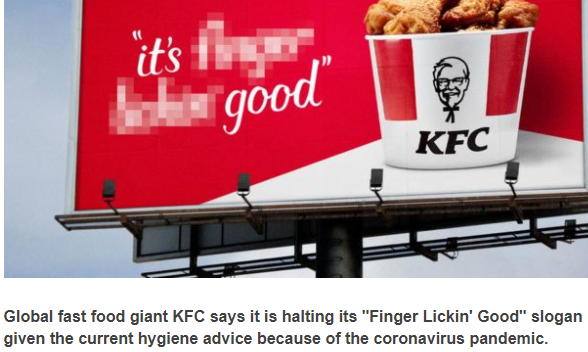 "it's
good"
KFC
Global fast food giant KFC says it is halting its "Finger Lickin' Good" slogan
given the current hygiene advice because of the coronavirus pandemic.